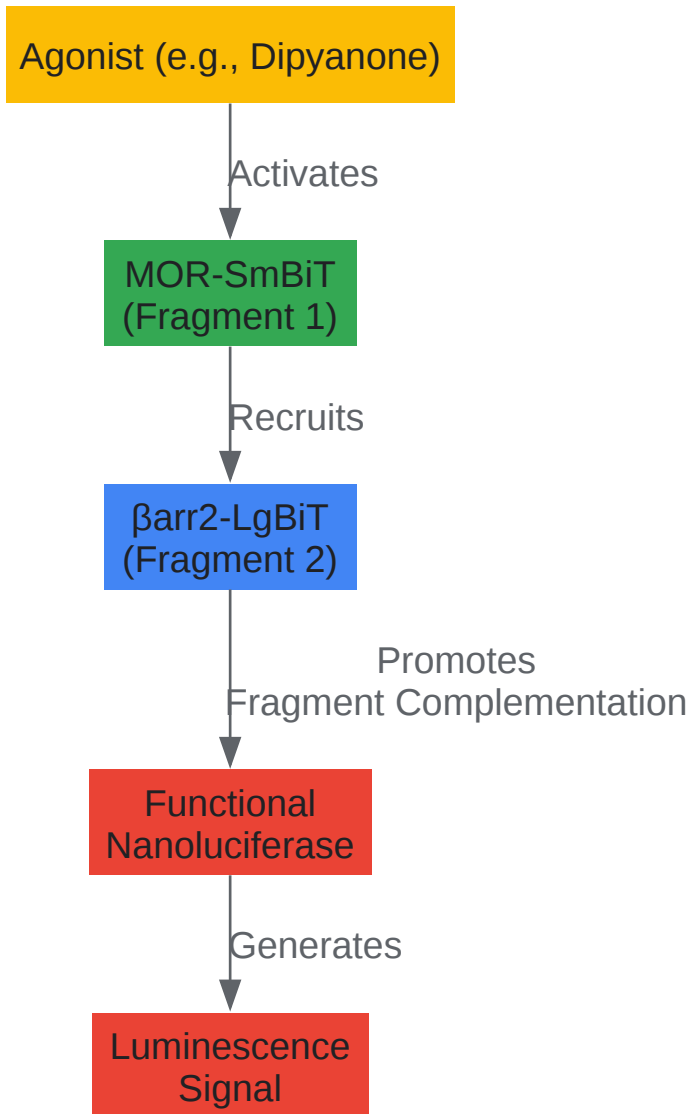 Agonist (e.g., Dipyanone)
Activates
MOR-SmBiT
(Fragment 1)
Recruits
βarr2-LgBiT
(Fragment 2)
Promotes
Fragment Complementation
Functional
Nanoluciferase
Generates
Luminescence
Signal